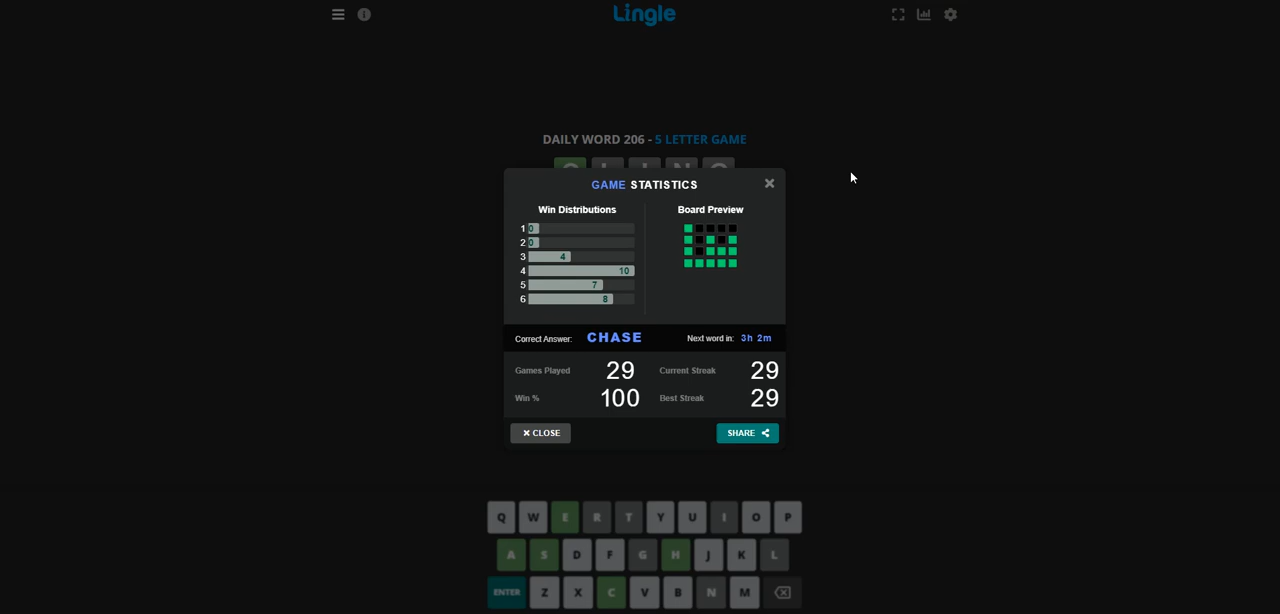 Lingle
DAILY WORD 206 - 5 LETTER GAME
C L I N G
GAME STATISTICS
Win Distributions
Board Preview
1 0
2 0
3 4
4 10
5 7
6 8
Correct Answer: CHASE Next word in: 3h 2m
Games Played 29 Current Streak 29
Win % 100 Best Streak 29
× CLOSE SHARE
Q W E R T Y U I O P
A S D F G H J K L
ENTER Z X C V B N M